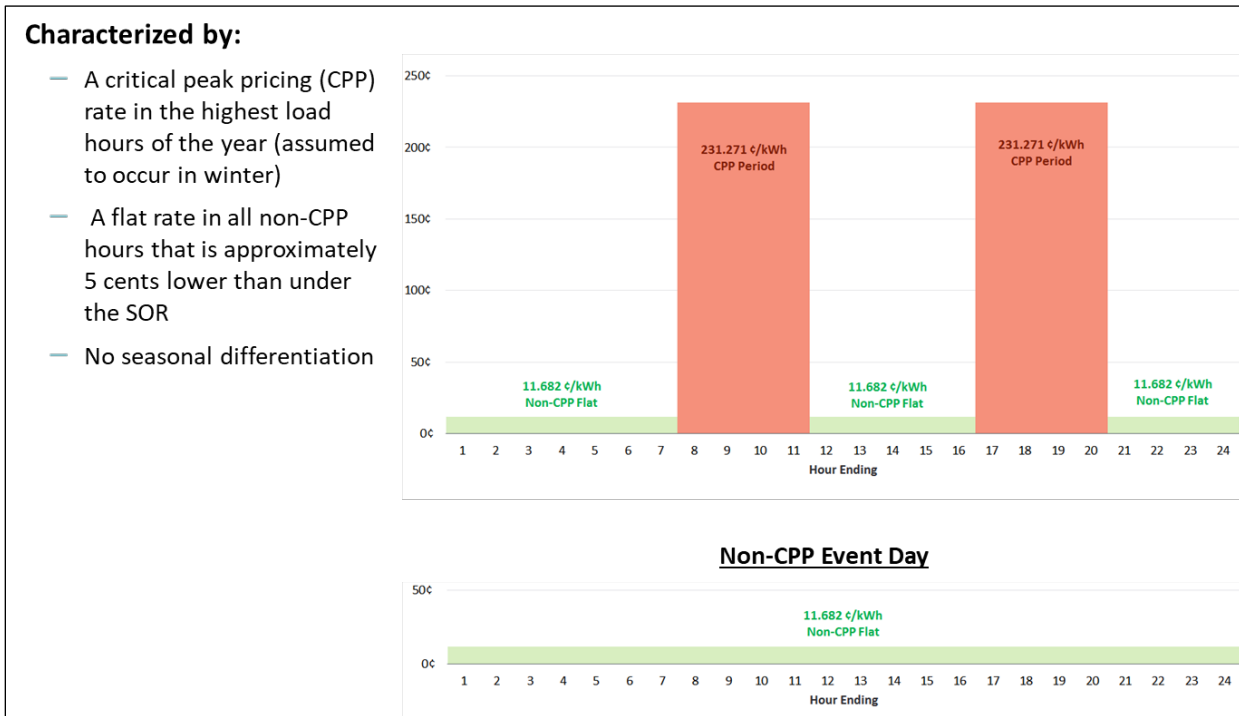 Characterized by:
— A critical peak pricing (CPP)
rate in the highest load
hours of the year (assumed
to occur in winter)
— A flat rate in all non-CPP
hours that is approximately
5 cents lower than under
the SOR
— No seasonal differentiation
250¢
200¢
150¢
100¢
50¢
0¢
231.271 ¢/kWh
CPP Period
231.271 ¢/kWh
CPP Period
11.682 ¢/kWh
Non-CPP Flat
11.682 ¢/kWh
Non-CPP Flat
11.682 ¢/kWh
Non-CPP Flat
1 2 3 4 5 6 7 8 9 10 11 12 13 14 15 16 17 18 19 20 21 22 23 24
Hour Ending
Non-CPP Event Day
50¢
0¢
11.682 ¢/kWh
Non-CPP Flat
1 2 3 4 5 6 7 8 9 10 11 12 13 14 15 16 17 18 19 20 21 22 23 24
Hour Ending